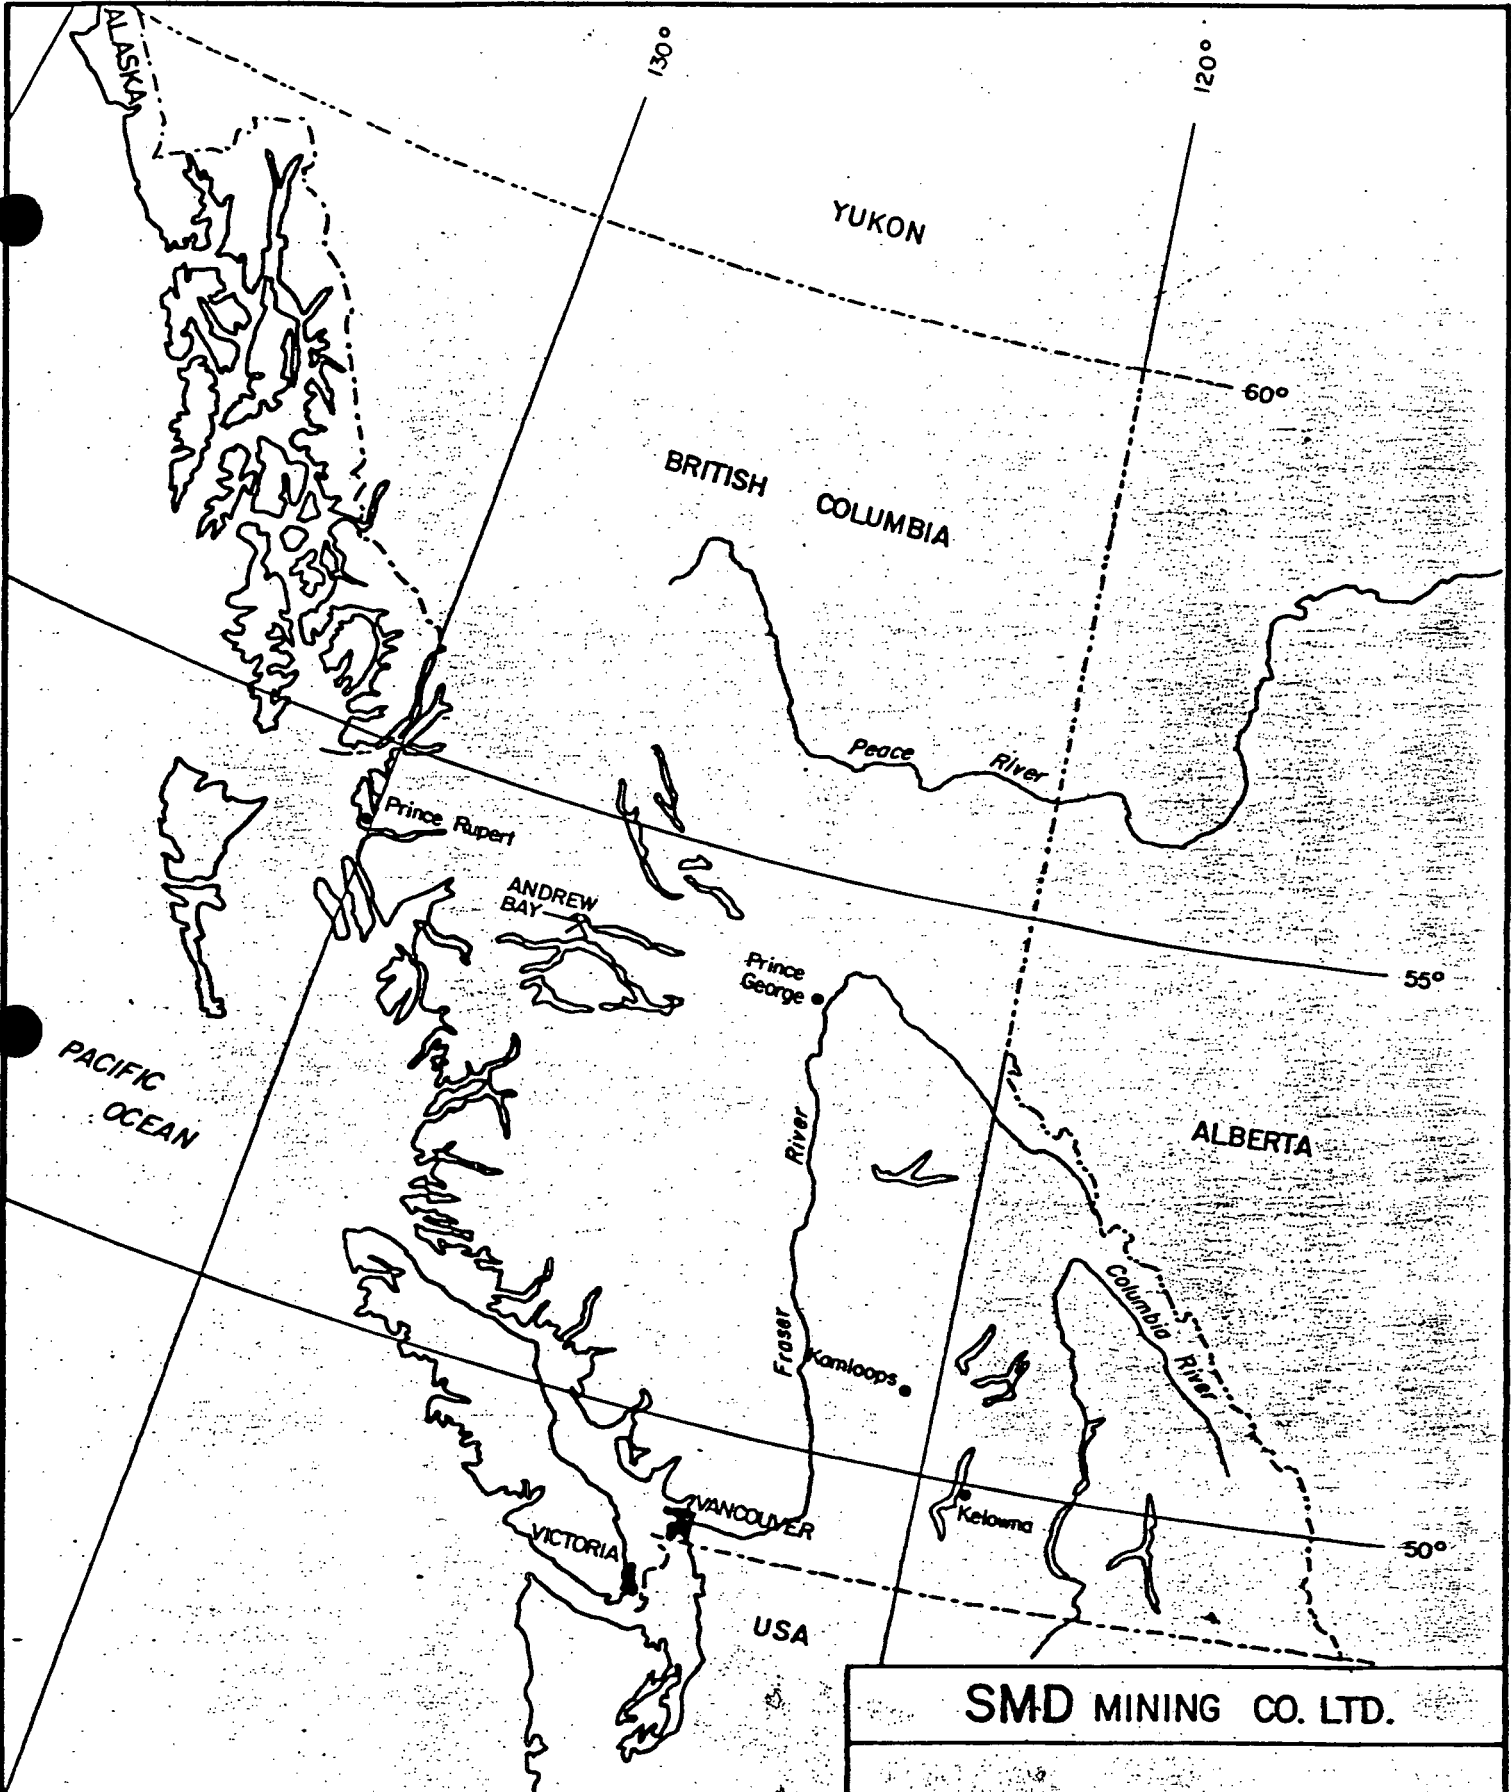 ALASKA
130°
120°
YUKON
60°
BRITISH COLUMBIA
Peace River
Prince Rupert
ANDREW
BAY
Prince
George
55°
PACIFIC
OCEAN
ALBERTA
Fraser River
Columbia River
Kamloops
Kelowna
50°
VANCOUVER
VICTORIA
USA
SMD MINING CO. LTD.